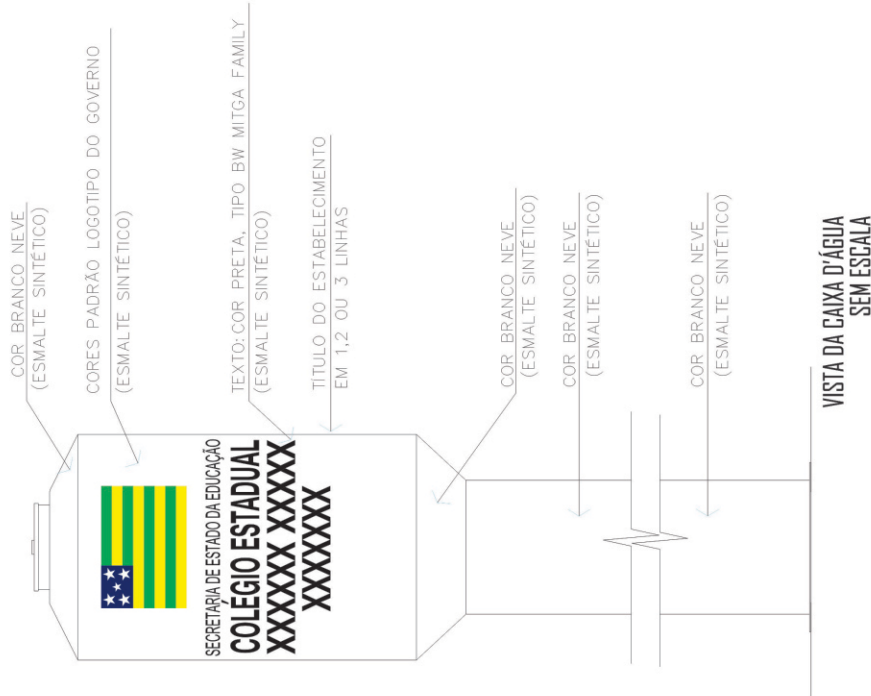 COR BRANCO NEVE
(ESMALTE SINTÉTICO)
CORES PADRÃO LOGOTIPO DO GOVERNO
(ESMALTE SINTÉTICO)
SECRETARIA DE ESTADO DA EDUCAÇÃO
COLÉGIO ESTADUAL
XXXXXX XXXXX
XXXXXXX
TEXTO: COR PRETA, TIPO BW MITGA FAMILY
(ESMALTE SINTÉTICO)
TÍTULO DO ESTABELECIMENTO
EM 1,2 OU 3 LINHAS
COR BRANCO NEVE
(ESMALTE SINTÉTICO)
COR BRANCO NEVE
(ESMALTE SINTÉTICO)
COR BRANCO NEVE
(ESMALTE SINTÉTICO)
VISTA DA CAIXA D'ÁGUA
SEM ESCALA